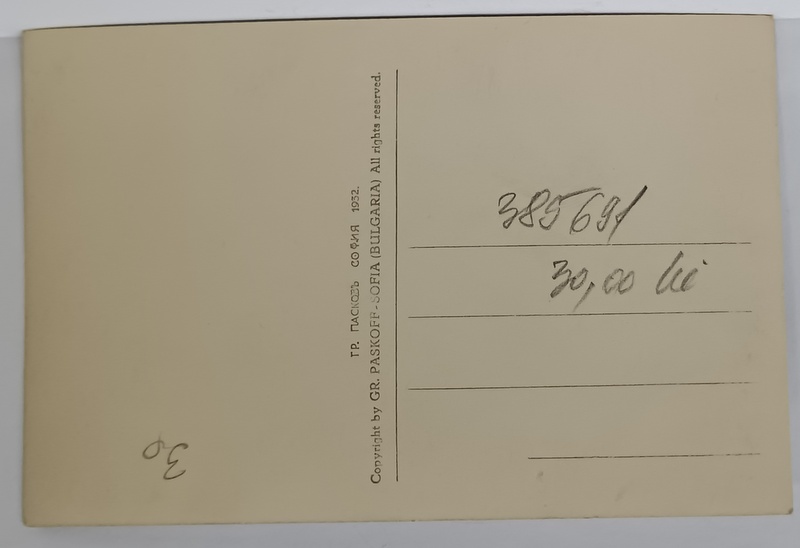 ГР. ПАСКОВЪ СОФИЯ 1932.
Copyright by GR. PASKOFF-SOFIA (BULGARIA) All rights reserved.
385691
30,00 lei
30